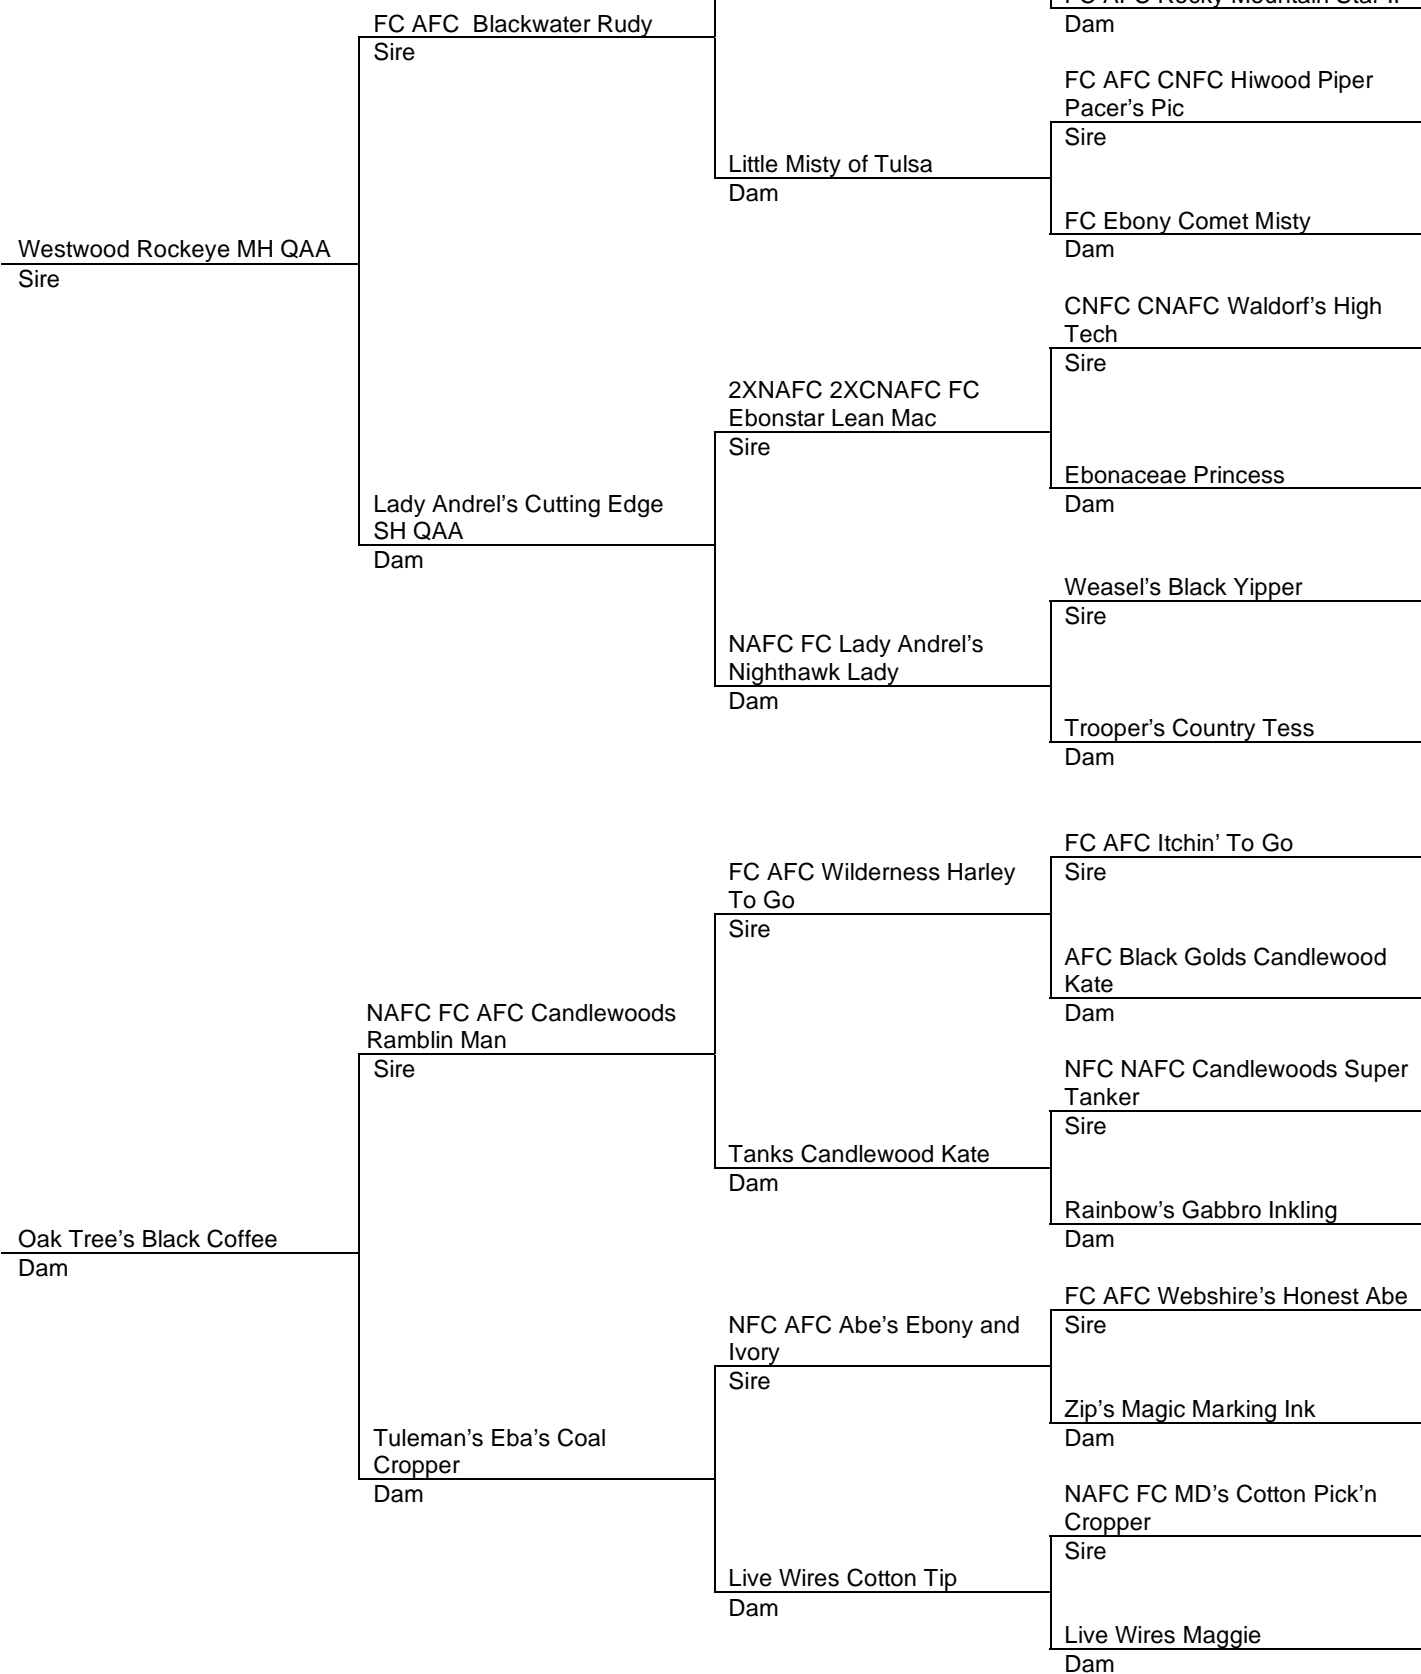 FC AFC Rocky Mountain Star
FC AFC  Blackwater Rudy
Dam
Sire
FC AFC CNFC Hiwood Piper
Pacer’s Pic
Sire
Little Misty of Tulsa
Dam
FC Ebony Comet Misty
Dam
Westwood Rockeye MH QAA
Sire
CNFC CNAFC Waldorf’s High
Tech
Sire
2XNAFC 2XCNAFC FC
Ebonstar Lean Mac
Sire
Ebonaceae Princess
Dam
Lady Andrel’s Cutting Edge
SH QAA
Dam
Weasel’s Black Yipper
Sire
NAFC FC Lady Andrel’s
Nighthawk Lady
Dam
Trooper’s Country Tess
Dam
FC AFC Itchin’ To Go
Sire
FC AFC Wilderness Harley
To Go
Sire
AFC Black Golds Candlewood
Kate
Dam
NAFC FC AFC Candlewoods
Ramblin Man
Sire
NFC NAFC Candlewoods Super
Tanker
Sire
Tanks Candlewood Kate
Dam
Rainbow’s Gabbro Inkling
Dam
Oak Tree’s Black Coffee
Dam
FC AFC Webshire’s Honest Abe
Sire
NFC AFC Abe’s Ebony and
Ivory
Sire
Zip’s Magic Marking Ink
Dam
Tuleman’s Eba’s Coal
Cropper
Dam
NAFC FC MD’s Cotton Pick’n
Cropper
Sire
Live Wires Cotton Tip
Dam
Live Wires Maggie
Dam